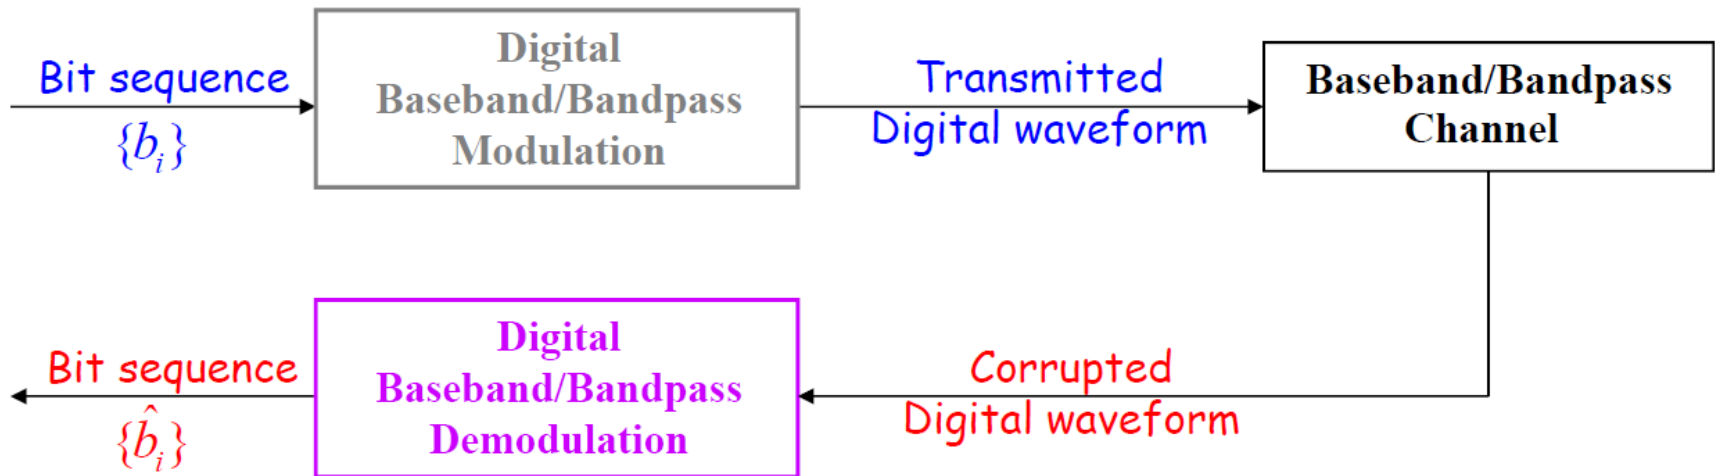 Bit sequence
{b_i}
Digital
Baseband/Bandpass
Modulation
Transmitted
Digital waveform
Baseband/Bandpass
Channel
Bit sequence
{b̂_i}
Digital
Baseband/Bandpass
Demodulation
Corrupted
Digital waveform